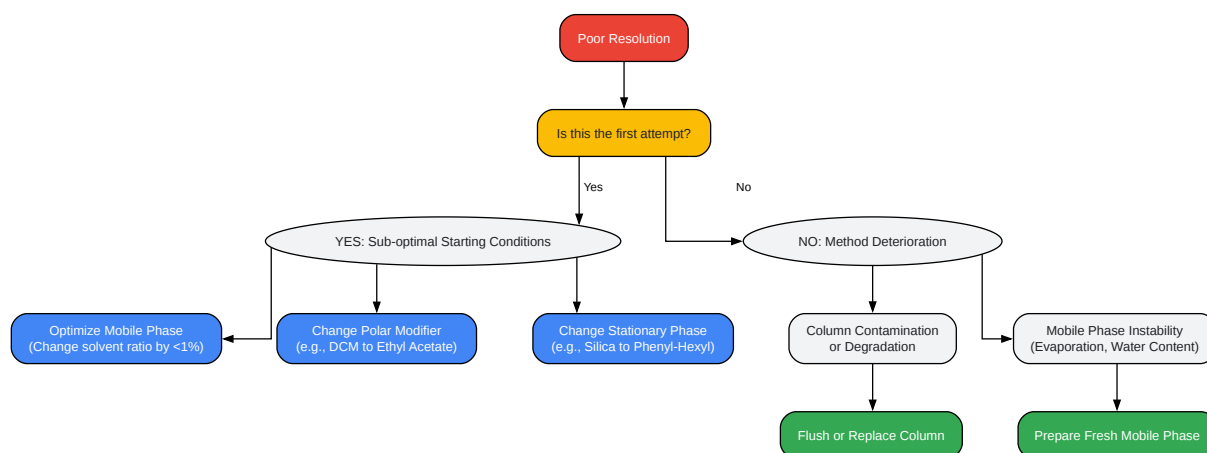 Poor Resolution
Is this the first attempt?
Yes
No
YES: Sub-optimal Starting Conditions
NO: Method Deterioration
Optimize Mobile Phase
(Change solvent ratio by <1%)
Change Polar Modifier
(e.g., DCM to Ethyl Acetate)
Change Stationary Phase
(e.g., Silica to Phenyl-Hexyl)
Column Contamination
or Degradation
Mobile Phase Instability
(Evaporation, Water Content)
Flush or Replace Column
Prepare Fresh Mobile Phase